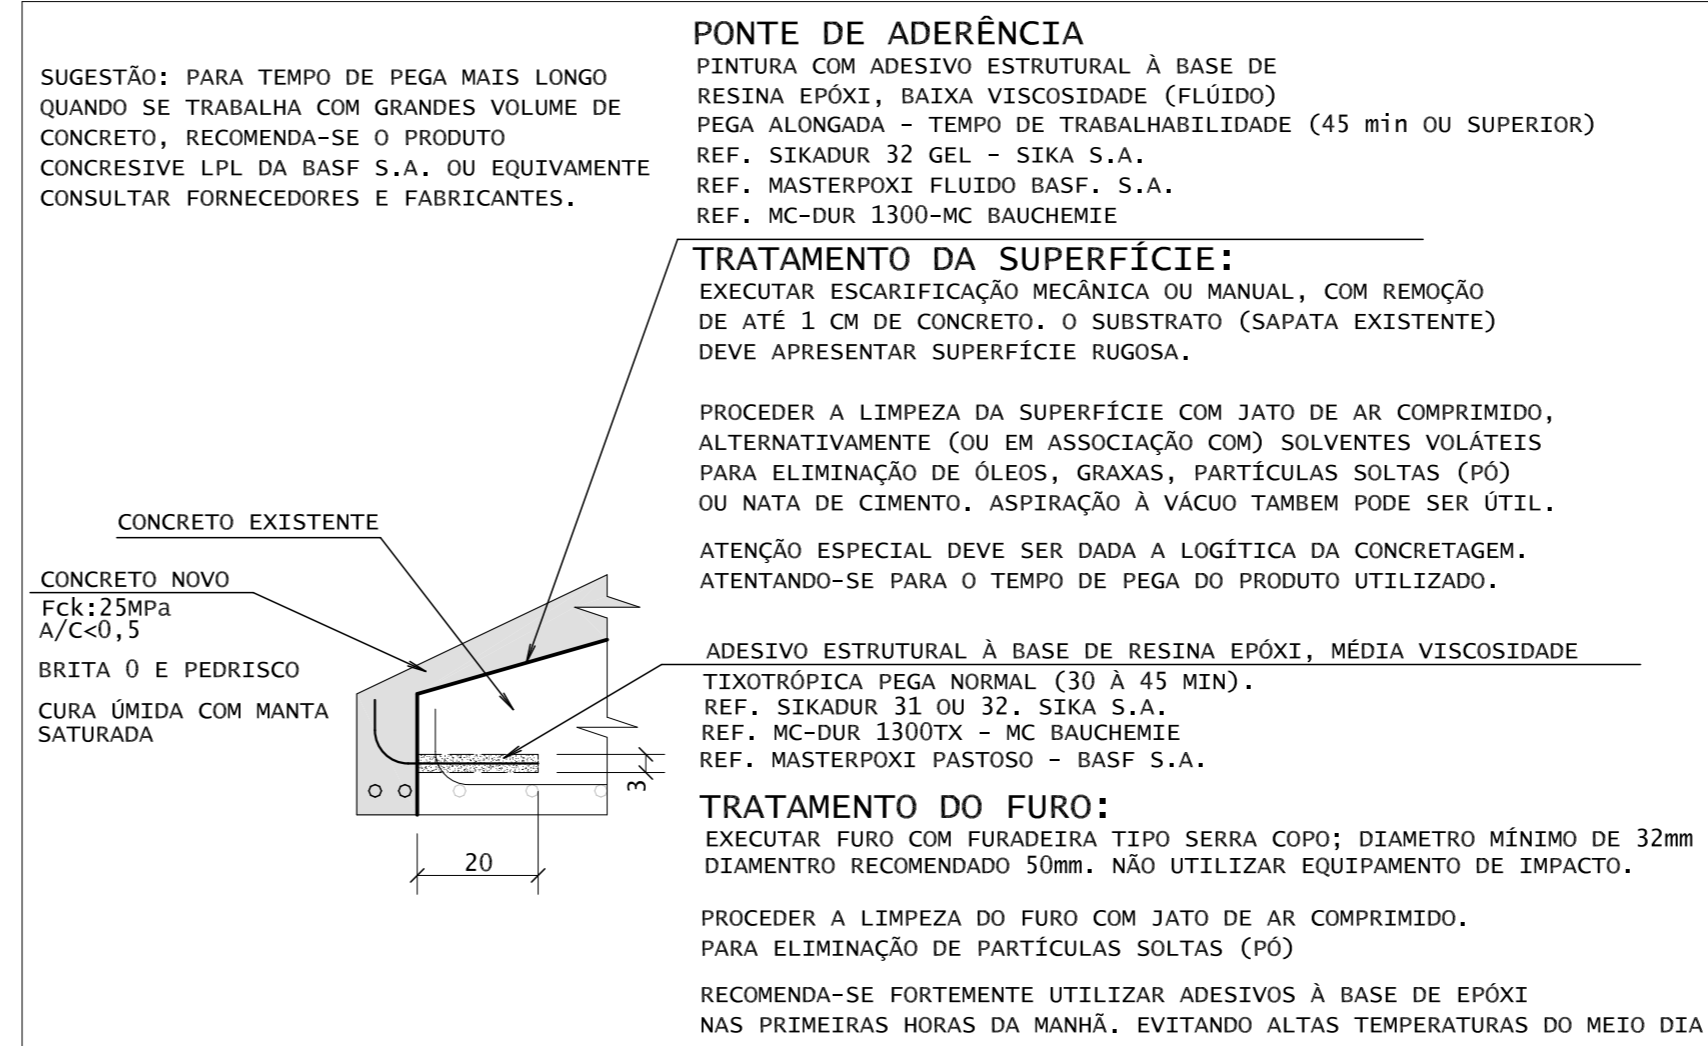 SUGESTÃO: PARA TEMPO DE PEGA MAIS LONGO
QUANDO SE TRABALHA COM GRANDES VOLUME DE
CONCRETO, RECOMENDA-SE O PRODUTO
CONCRESIVE LPL DA BASF S.A. OU EQUIVAMENTE
CONSULTAR FORNECEDORES E FABRICANTES.
PONTE DE ADERÊNCIA
PINTURA COM ADESIVO ESTRUTURAL À BASE DE
RESINA EPÓXI, BAIXA VISCOSIDADE (FLÚIDO)
PEGA ALONGADA - TEMPO DE TRABALHABILIDADE (45 min OU SUPERIOR)
REF. SIKADUR 32 GEL - SIKA S.A.
REF. MASTERPOXI FLUIDO BASF. S.A.
REF. MC-DUR 1300-MC BAUCHEMIE
TRATAMENTO DA SUPERFÍCIE:
EXECUTAR ESCARIFICAÇÃO MECÂNICA OU MANUAL, COM REMOÇÃO
DE ATÉ 1 CM DE CONCRETO. O SUBSTRATO (SAPATA EXISTENTE)
DEVE APRESENTAR SUPERFÍCIE RUGOSA.
PROCEDER A LIMPEZA DA SUPERFÍCIE COM JATO DE AR COMPRIMIDO,
ALTERNATIVAMENTE (OU EM ASSOCIAÇÃO COM) SOLVENTES VOLÁTEIS
PARA ELIMINAÇÃO DE ÓLEOS, GRAXAS, PARTÍCULAS SOLTAS (PÓ)
OU NATA DE CIMENTO. ASPIRAÇÃO À VÁCUO TAMBEM PODE SER ÚTIL.
ATENÇÃO ESPECIAL DEVE SER DADA A LOGÍTICA DA CONCRETAGEM.
ATENTANDO-SE PARA O TEMPO DE PEGA DO PRODUTO UTILIZADO.
CONCRETO EXISTENTE
CONCRETO NOVO
Fck:25MPa
A/C<0,5
BRITA 0 E PEDRISCO
CURA ÚMIDA COM MANTA
SATURADA
3
20
ADESIVO ESTRUTURAL À BASE DE RESINA EPÓXI, MÉDIA VISCOSIDADE
TIXOTRÓPICA PEGA NORMAL (30 À 45 MIN).
REF. SIKADUR 31 OU 32. SIKA S.A.
REF. MC-DUR 1300TX - MC BAUCHEMIE
REF. MASTERPOXI PASTOSO - BASF S.A.
TRATAMENTO DO FURO:
EXECUTAR FURO COM FURADEIRA TIPO SERRA COPO; DIAMETRO MÍNIMO DE 32mm
DIAMENTRO RECOMENDADO 50mm. NÃO UTILIZAR EQUIPAMENTO DE IMPACTO.
PROCEDER A LIMPEZA DO FURO COM JATO DE AR COMPRIMIDO.
PARA ELIMINAÇÃO DE PARTÍCULAS SOLTAS (PÓ)
RECOMENDA-SE FORTEMENTE UTILIZAR ADESIVOS À BASE DE EPÓXI
NAS PRIMEIRAS HORAS DA MANHÃ. EVITANDO ALTAS TEMPERATURAS DO MEIO DIA